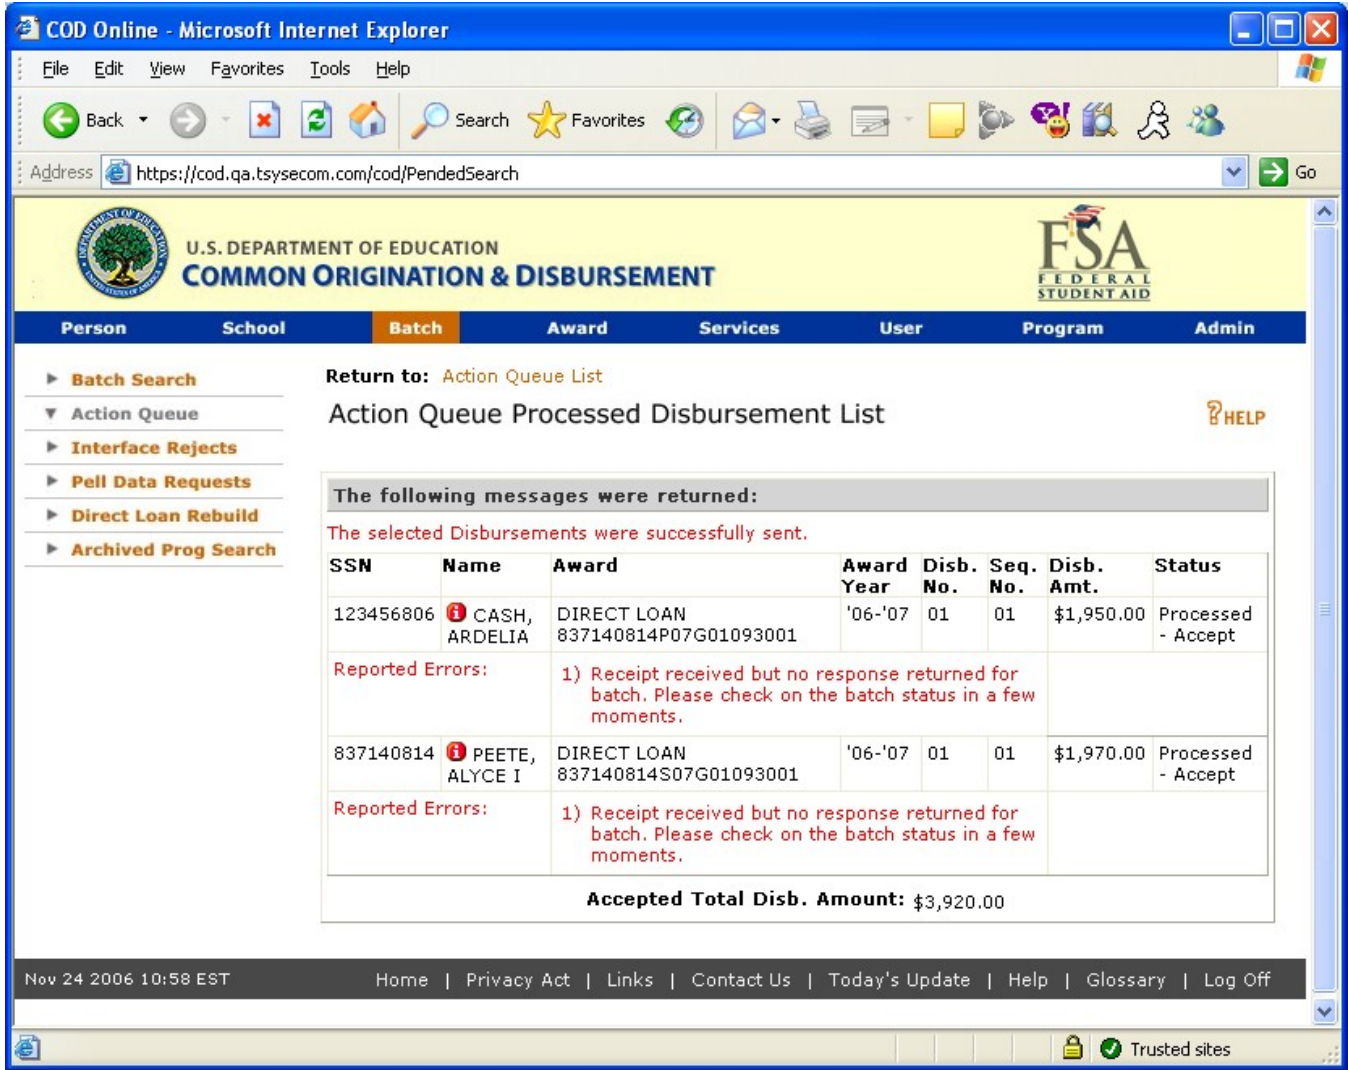 COD Online - Microsoft Internet Explorer
File Edit View Favorites Tools Help
Back Search Favorites
Address https://cod.qa.tsysecom.com/cod/PendedSearch Go
U.S. DEPARTMENT OF EDUCATION
COMMON ORIGINATION & DISBURSEMENT
FSA
FEDERAL
STUDENT AID
Person School Batch Award Services User Program Admin
Batch Search
Action Queue
Interface Rejects
Pell Data Requests
Direct Loan Rebuild
Archived Prog Search
Return to: Action Queue List
Action Queue Processed Disbursement List
HELP
The following messages were returned:
The selected Disbursements were successfully sent.
SSN Name Award Award Disb. Seq. Disb. Status
Year No. No. Amt.
123456806 CASH, DIRECT LOAN '06-'07 01 01 $1,950.00 Processed
ARDELIA 837140814P07G01093001 - Accept
Reported Errors: 1) Receipt received but no response returned for
batch. Please check on the batch status in a few
moments.
837140814 PEETE, DIRECT LOAN '06-'07 01 01 $1,970.00 Processed
ALYCE I 837140814S07G01093001 - Accept
Reported Errors: 1) Receipt received but no response returned for
batch. Please check on the batch status in a few
moments.
Accepted Total Disb. Amount: $3,920.00
Nov 24 2006 10:58 EST Home | Privacy Act | Links | Contact Us | Today's Update | Help | Glossary | Log Off
Trusted sites